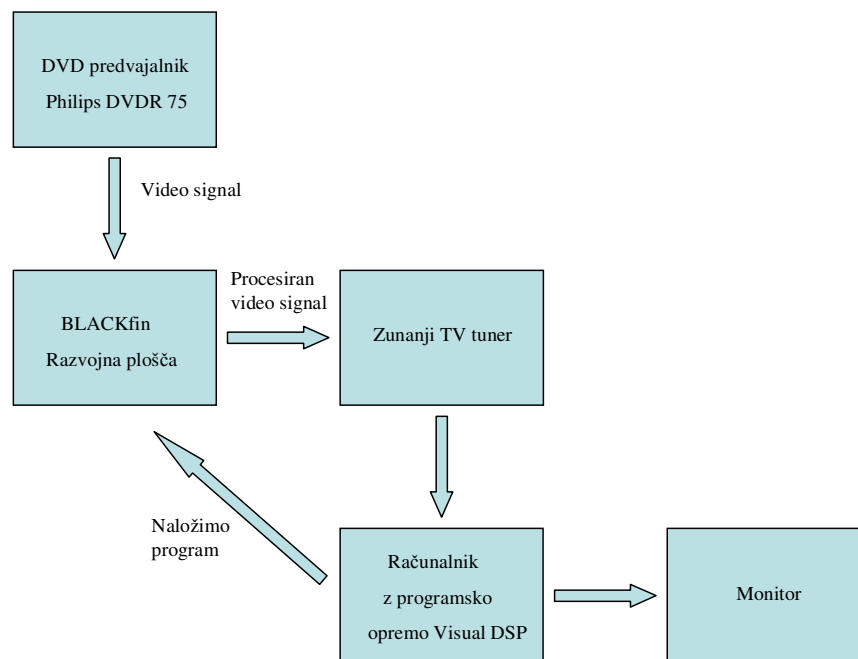 DVD predvajalnik
Philips DVDR 75
Video signal
BLACKfin
Razvojna plošča
Procesiran
video signal
Zunanji TV tuner
Naložimo
program
Računalnik
z programsko
opremo Visual DSP
Monitor